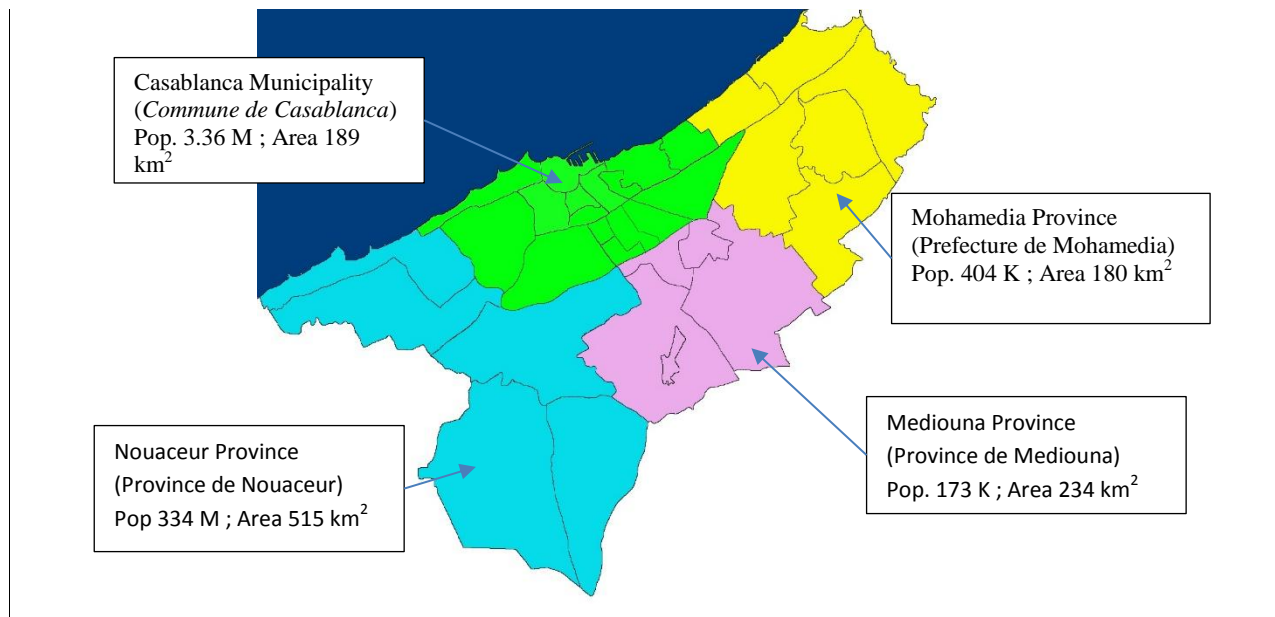 Casablanca Municipality
(Commune de Casablanca)
Pop. 3.36 M ; Area 189
km²
Mohamedia Province
(Prefecture de Mohamedia)
Pop. 404 K ; Area 180 km²
Nouaceur Province
(Province de Nouaceur)
Pop 334 M ; Area 515 km²
Mediouna Province
(Province de Mediouna)
Pop. 173 K ; Area 234 km²